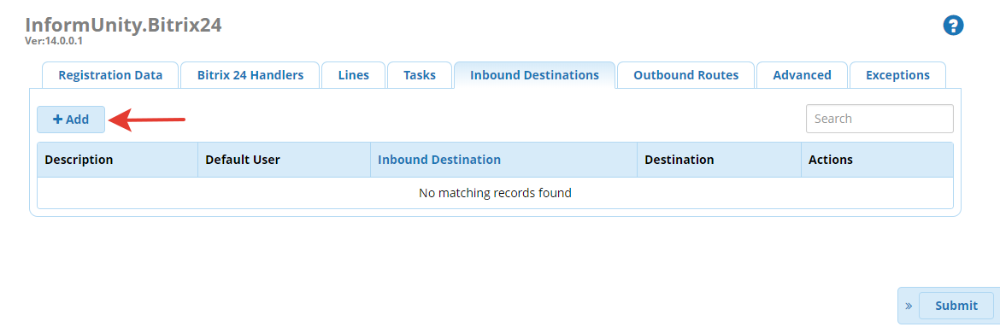 InformUnity.Bitrix24
Ver:14.0.0.1
?
Registration Data Bitrix 24 Handlers Lines Tasks Inbound Destinations Outbound Routes Advanced Exceptions
+ Add Search
Description Default User Inbound Destination Destination Actions
No matching records found
» Submit